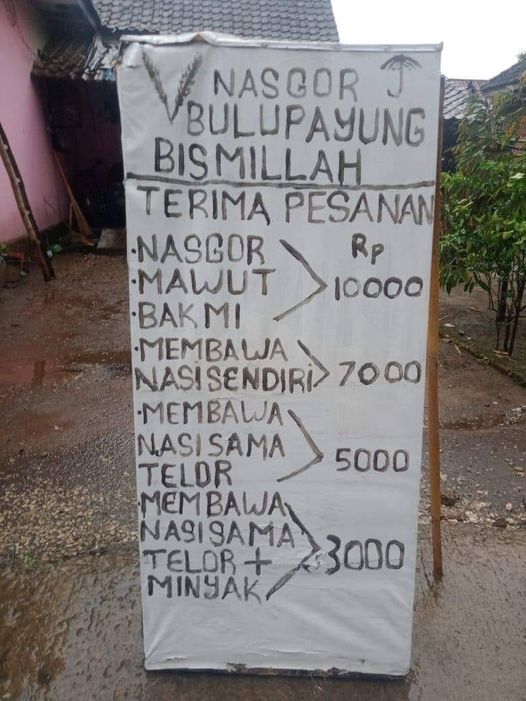 NASGOR
BULUPAYUNG
BISMILLAH
TERIMA PESANAN
·NASGOR
·MAWUT
·BAKMI
Rp
10000
·MEMBAWA
NASI SENDIRI
7000
·MEMBAWA
NASI SAMA
TELOR
5000
·MEMBAWA
NASI SAMA
TELOR +
MINYAK
3000